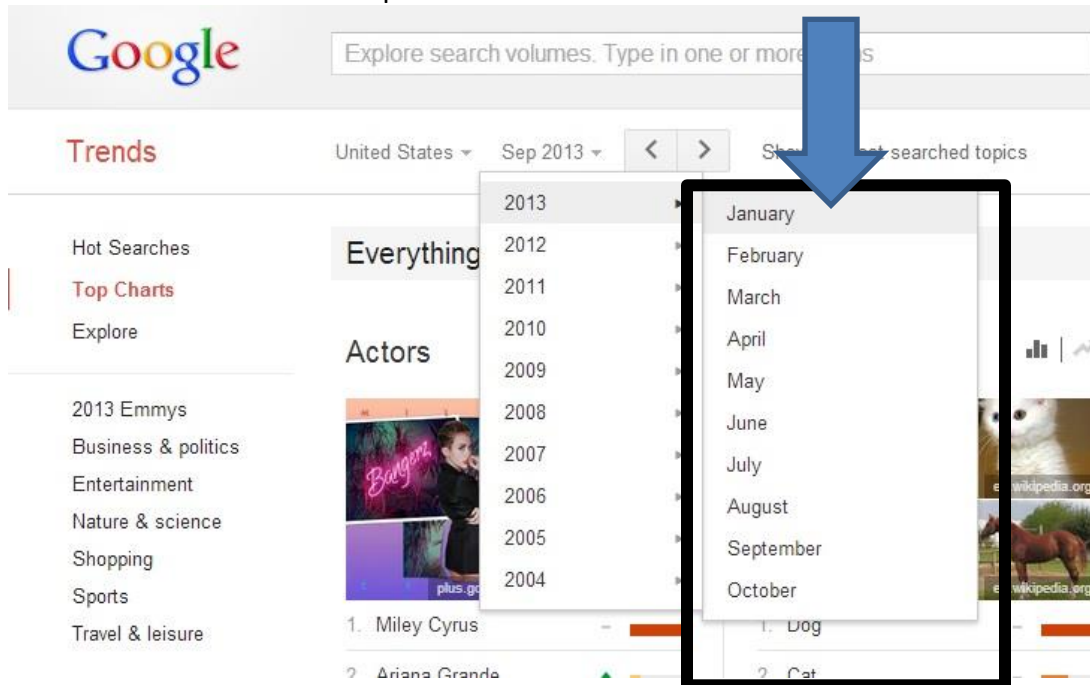 Google
Explore search volumes. Type in one or more
Trends
United States
Sep 2013
searched topics
Hot Searches
Top Charts
Explore
2013 Emmys
Business & politics
Entertainment
Nature & science
Shopping
Sports
Travel & leisure
Everything
Actors
Bangerz
plus.go
1. Miley Cyrus
2. Ariana Grande
2013
2012
2011
2010
2009
2008
2007
2006
2005
2004
January
February
March
April
May
June
July
August
September
October
wikipedia.org
wikipedia.org
1. Dog
2. Cat